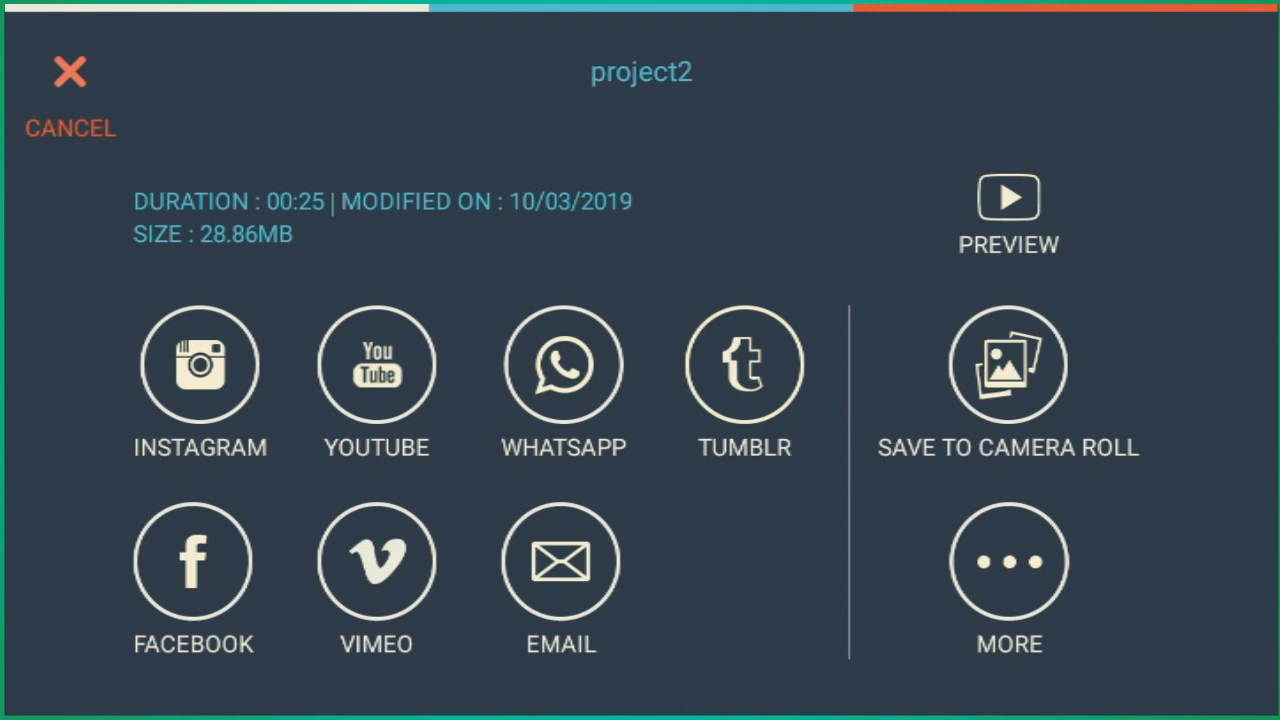 project2
CANCEL
DURATION : 00:25 | MODIFIED ON : 10/03/2019
SIZE : 28.86MB
PREVIEW
You
Tube
INSTAGRAM YOUTUBE WHATSAPP TUMBLR SAVE TO CAMERA ROLL
FACEBOOK VIMEO EMAIL MORE